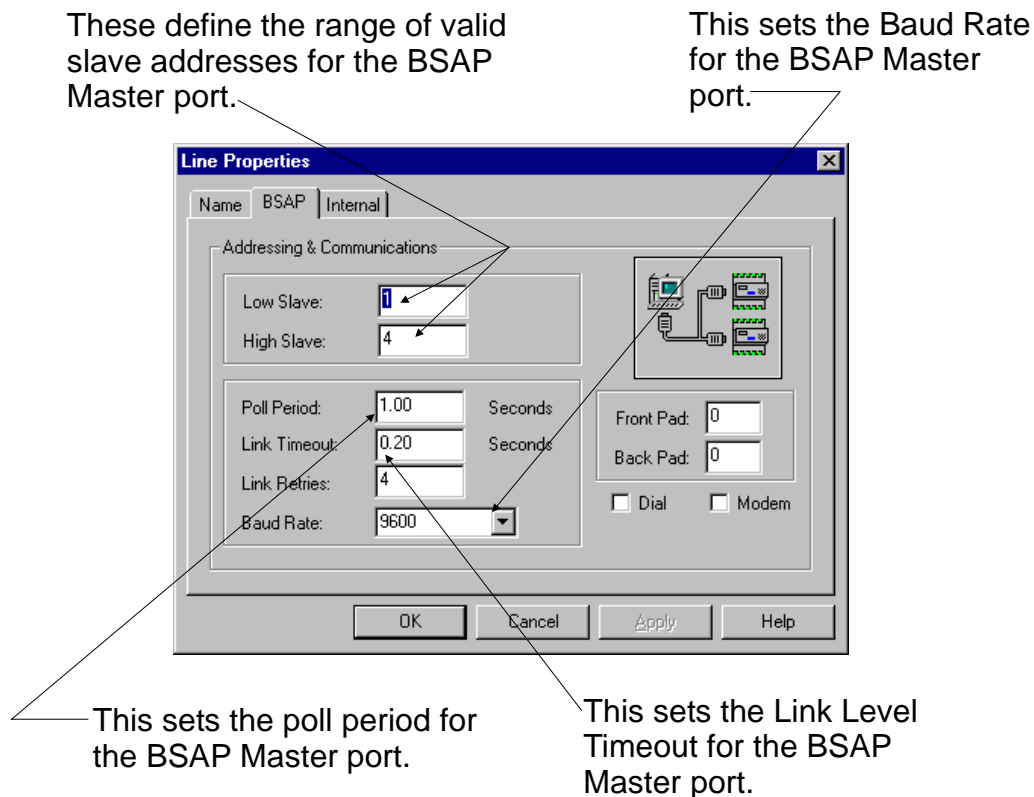 These define the range of valid
slave addresses for the BSAP
Master port.
This sets the Baud Rate
for the BSAP Master
port.
Line Properties
Name BSAP Internal
Addressing & Communications
Low Slave: 1
High Slave: 4
Poll Period: 1.00 Seconds
Link Timeout: 0.20 Seconds
Link Retries: 4
Baud Rate: 9600
Front Pad: 0
Back Pad: 0
Dial Modem
OK Cancel Apply Help
This sets the poll period for
the BSAP Master port.
This sets the Link Level
Timeout for the BSAP
Master port.